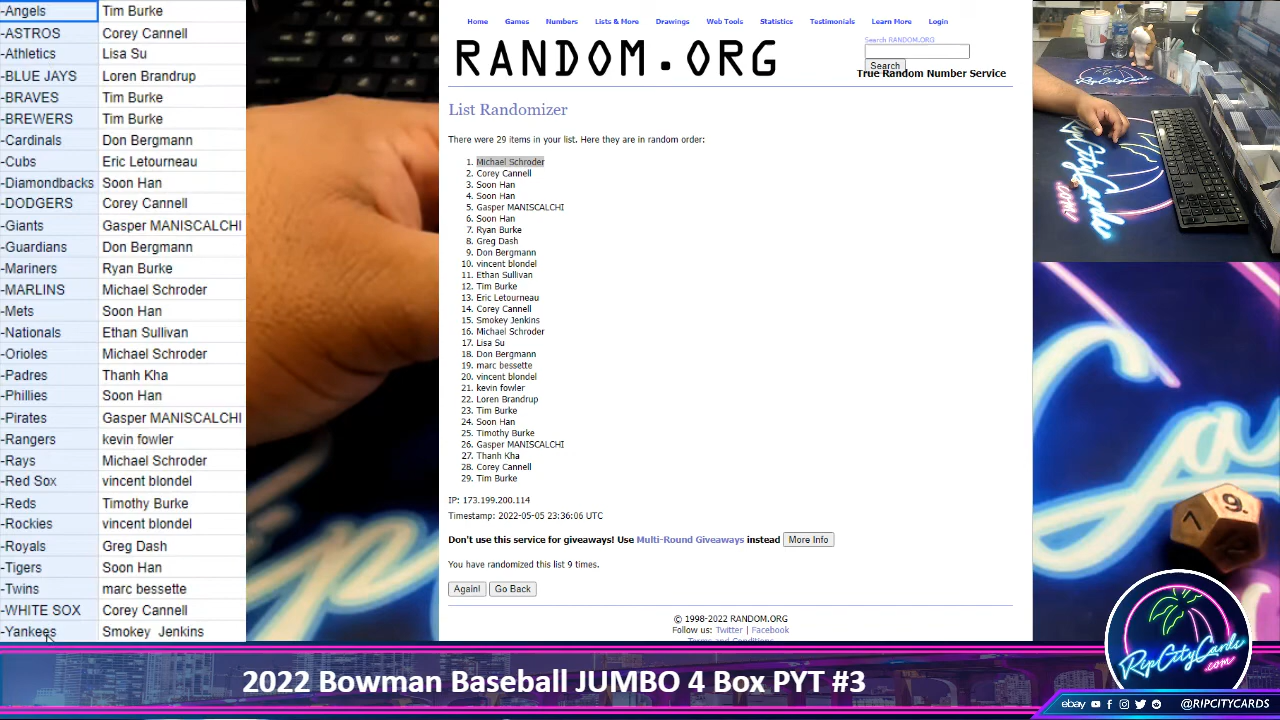 -Angels Tim Burke
-ASTROS Corey Cannell
-Athletics Lisa Su
-BLUE JAYS Loren Brandrup
-BRAVES Tim Burke
-BREWERS Tim Burke
-Cardinals Don Bergmann
-Cubs Eric Letourneau
-Diamondbacks Soon Han
-DODGERS Corey Cannell
-Giants Gasper MANISCALCHI
-Guardians Don Bergmann
-Mariners Ryan Burke
-MARLINS Michael Schroder
-Mets Soon Han
-Nationals Ethan Sullivan
-Orioles Michael Schroder
-Padres Thanh Kha
-Phillies Soon Han
-Pirates Gasper MANISCALCHI
-Rangers kevin fowler
-Rays Michael Schroder
-Red Sox vincent blondel
-Reds Timothy Burke
-Rockies vincent blondel
-Royals Greg Dash
-Tigers Soon Han
-Twins marc bessette
-WHITE SOX Corey Cannell
-Yankees Smokey Jenkins
Home Games Numbers Lists & More Drawings Web Tools Statistics Testimonials Learn More Login
RANDOM.ORG
Search RANDOM.ORG
Search
True Random Number Service
List Randomizer
There were 29 items in your list. Here they are in random order:
1. Michael Schroder
2. Corey Cannell
3. Soon Han
4. Soon Han
5. Gasper MANISCALCHI
6. Soon Han
7. Ryan Burke
8. Greg Dash
9. Don Bergmann
10. vincent blondel
11. Ethan Sullivan
12. Tim Burke
13. Eric Letourneau
14. Corey Cannell
15. Smokey Jenkins
16. Michael Schroder
17. Lisa Su
18. Don Bergmann
19. marc bessette
20. vincent blondel
21. kevin fowler
22. Loren Brandrup
23. Tim Burke
24. Soon Han
25. Timothy Burke
26. Gasper MANISCALCHI
27. Thanh Kha
28. Corey Cannell
29. Tim Burke
IP: 173.199.200.114
Timestamp: 2022-05-05 23:36:06 UTC
Don't use this service for giveaways! Use Multi-Round Giveaways instead More Info
You have randomized this list 9 times.
Again! Go Back
© 1998-2022 RANDOM.ORG
Follow us: Twitter | Facebook
Terms and Conditions
9.
7
RipCityCards
.com
2022 Bowman Baseball JUMBO 4 Box PYT #3
ebay @RIPCITYCARDS